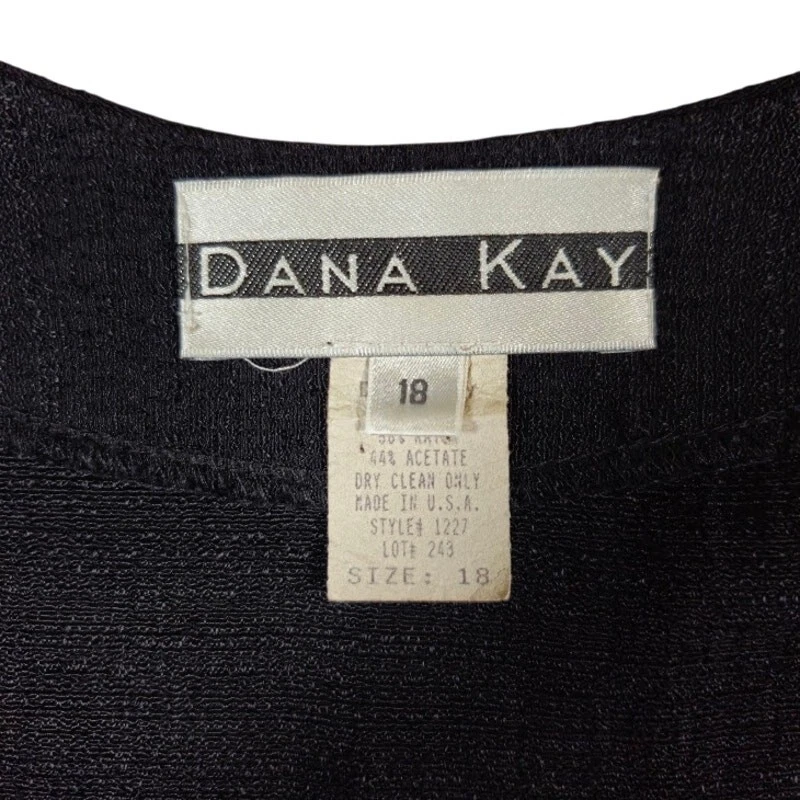 DANA KAY
18
44% ACETATE
DRY CLEAN ONLY
MADE IN U.S.A.
STYLE# 1227
LOT# 243
SIZE: 18